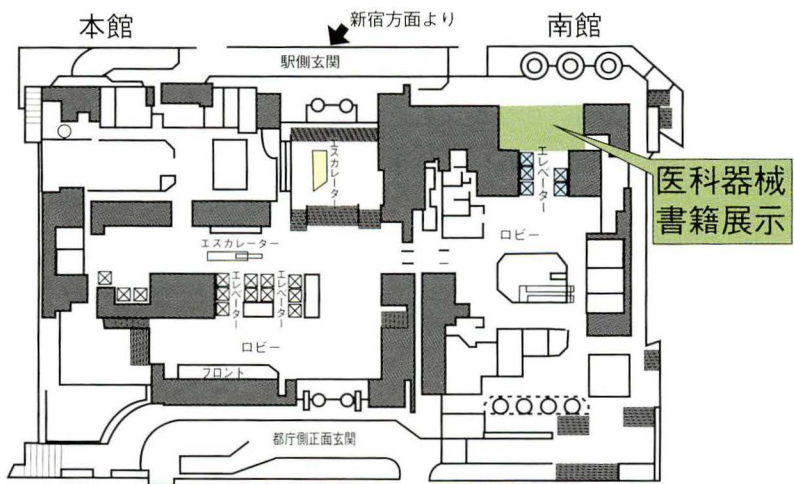 本館
新宿方面より
南館
駅側玄関
エスカレーター
エレベーター
医科器械
書籍展示
ロビー
エスカレーター
エレベーター
エレベーター
ロビー
フロント
都庁側正面玄関